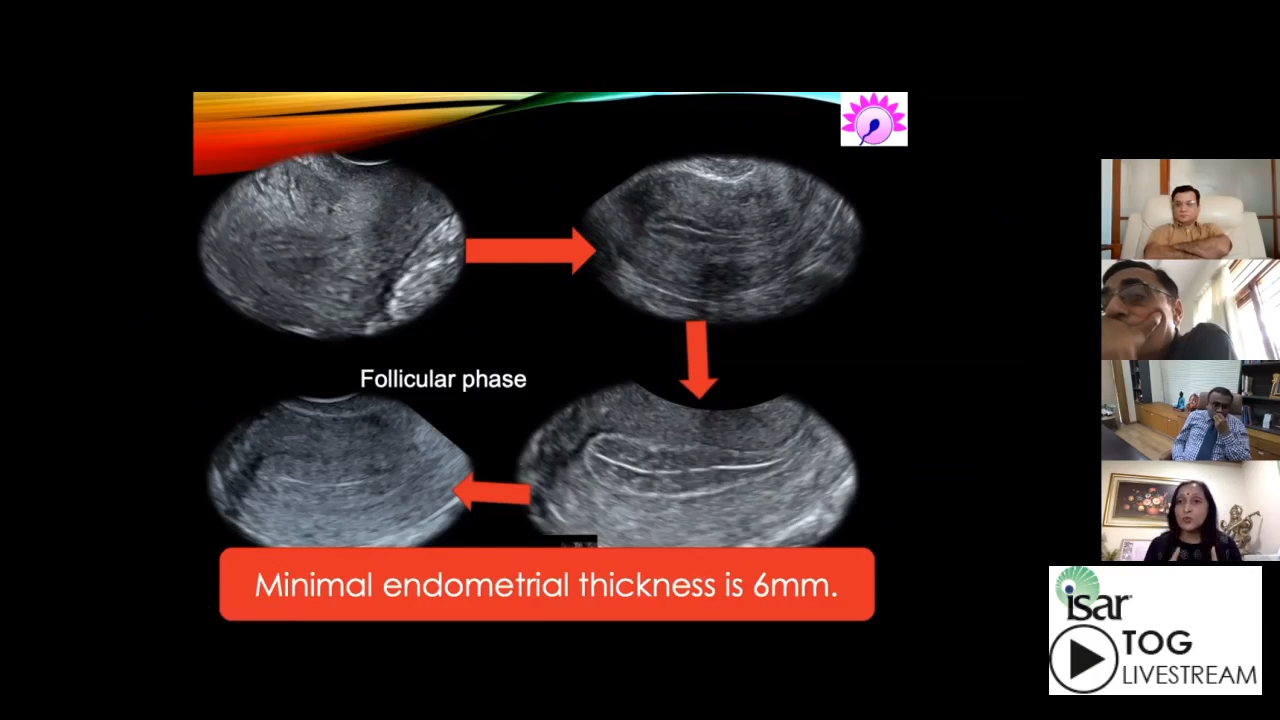 Follicular phase
Minimal endometrial thickness is 6mm.
isar
TOG
LIVESTREAM